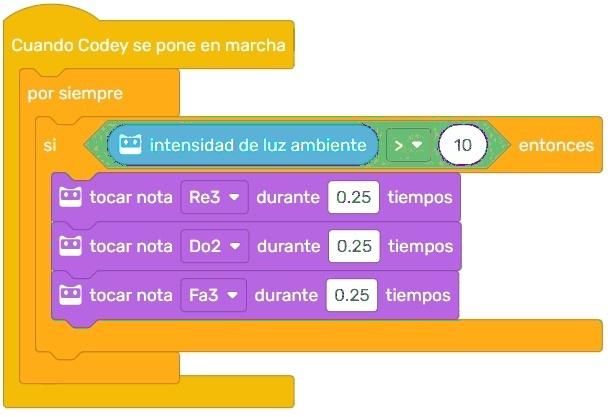 Cuando Codey se pone en marcha
por siempre
si intensidad de luz ambiente > 10 entonces
tocar nota Re3 durante 0.25 tiempos
tocar nota Do2 durante 0.25 tiempos
tocar nota Fa3 durante 0.25 tiempos